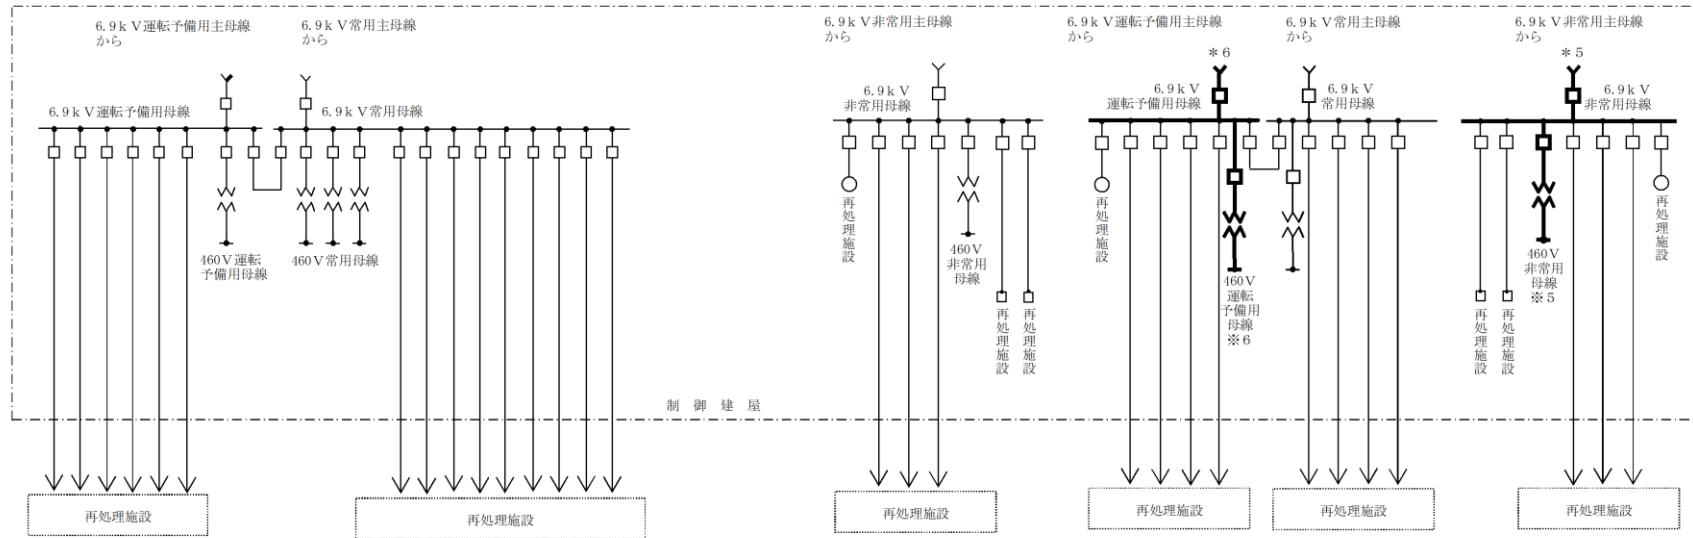 6.9kV運転予備用主母線
から
6.9kV常用主母線
から
6.9kV非常用主母線
から
6.9kV運転予備用主母線
から
6.9kV常用主母線
から
6.9kV非常用主母線
から
*6
*5
6.9kV運転予備用母線
6.9kV常用母線
6.9kV
非常用母線
6.9kV
運転予備用母線
6.9kV
常用母線
6.9kV
非常用母線
460V運転
予備用母線
460V常用母線
再処理施設
460V
非常用
母線
再処理施設
再処理施設
再処理施設
460V
運転
予備用
母線
※6
再処理施設
再処理施設
460V
非常用
母線
※5
再処理施設
制御建屋
再処理施設
再処理施設
再処理施設
再処理施設
再処理施設
再処理施設